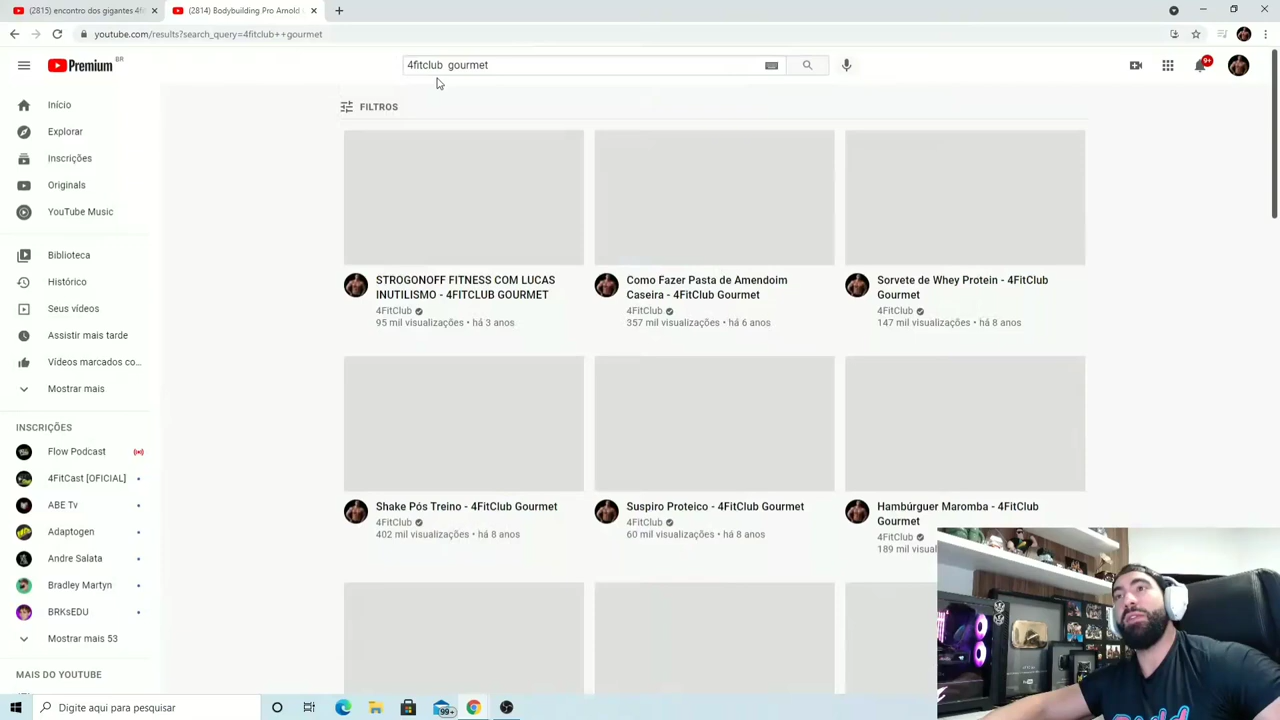 (2815) encontro dos gigantes 4fi
(2814) Bodybuilding Pro Arnold
youtube.com/results?search_query=4fitclub++gourmet
Premium BR
4fitclub gourmet
9+
Início
Explorar
Inscrições
Originals
YouTube Music
Biblioteca
Histórico
Seus vídeos
Assistir mais tarde
Vídeos marcados co...
Mostrar mais
INSCRIÇÕES
Flow Podcast
4FitCast [OFICIAL]
ABE Tv
Adaptogen
Andre Salata
Bradley Martyn
BRKsEDU
Mostrar mais 53
MAIS DO YOUTUBE
FILTROS
STROGONOFF FITNESS COM LUCAS
INUTILISMO - 4FITCLUB GOURMET
4FitClub
95 mil visualizações • há 3 anos
Como Fazer Pasta de Amendoim
Caseira - 4FitClub Gourmet
4FitClub
357 mil visualizações • há 6 anos
Sorvete de Whey Protein - 4FitClub
Gourmet
4FitClub
147 mil visualizações • há 8 anos
Shake Pós Treino - 4FitClub Gourmet
4FitClub
402 mil visualizações • há 8 anos
Suspiro Proteico - 4FitClub Gourmet
4FitClub
60 mil visualizações • há 8 anos
Hambúrguer Maromba - 4FitClub
Gourmet
4FitClub
189 mil
Digite aqui para pesquisar
99+